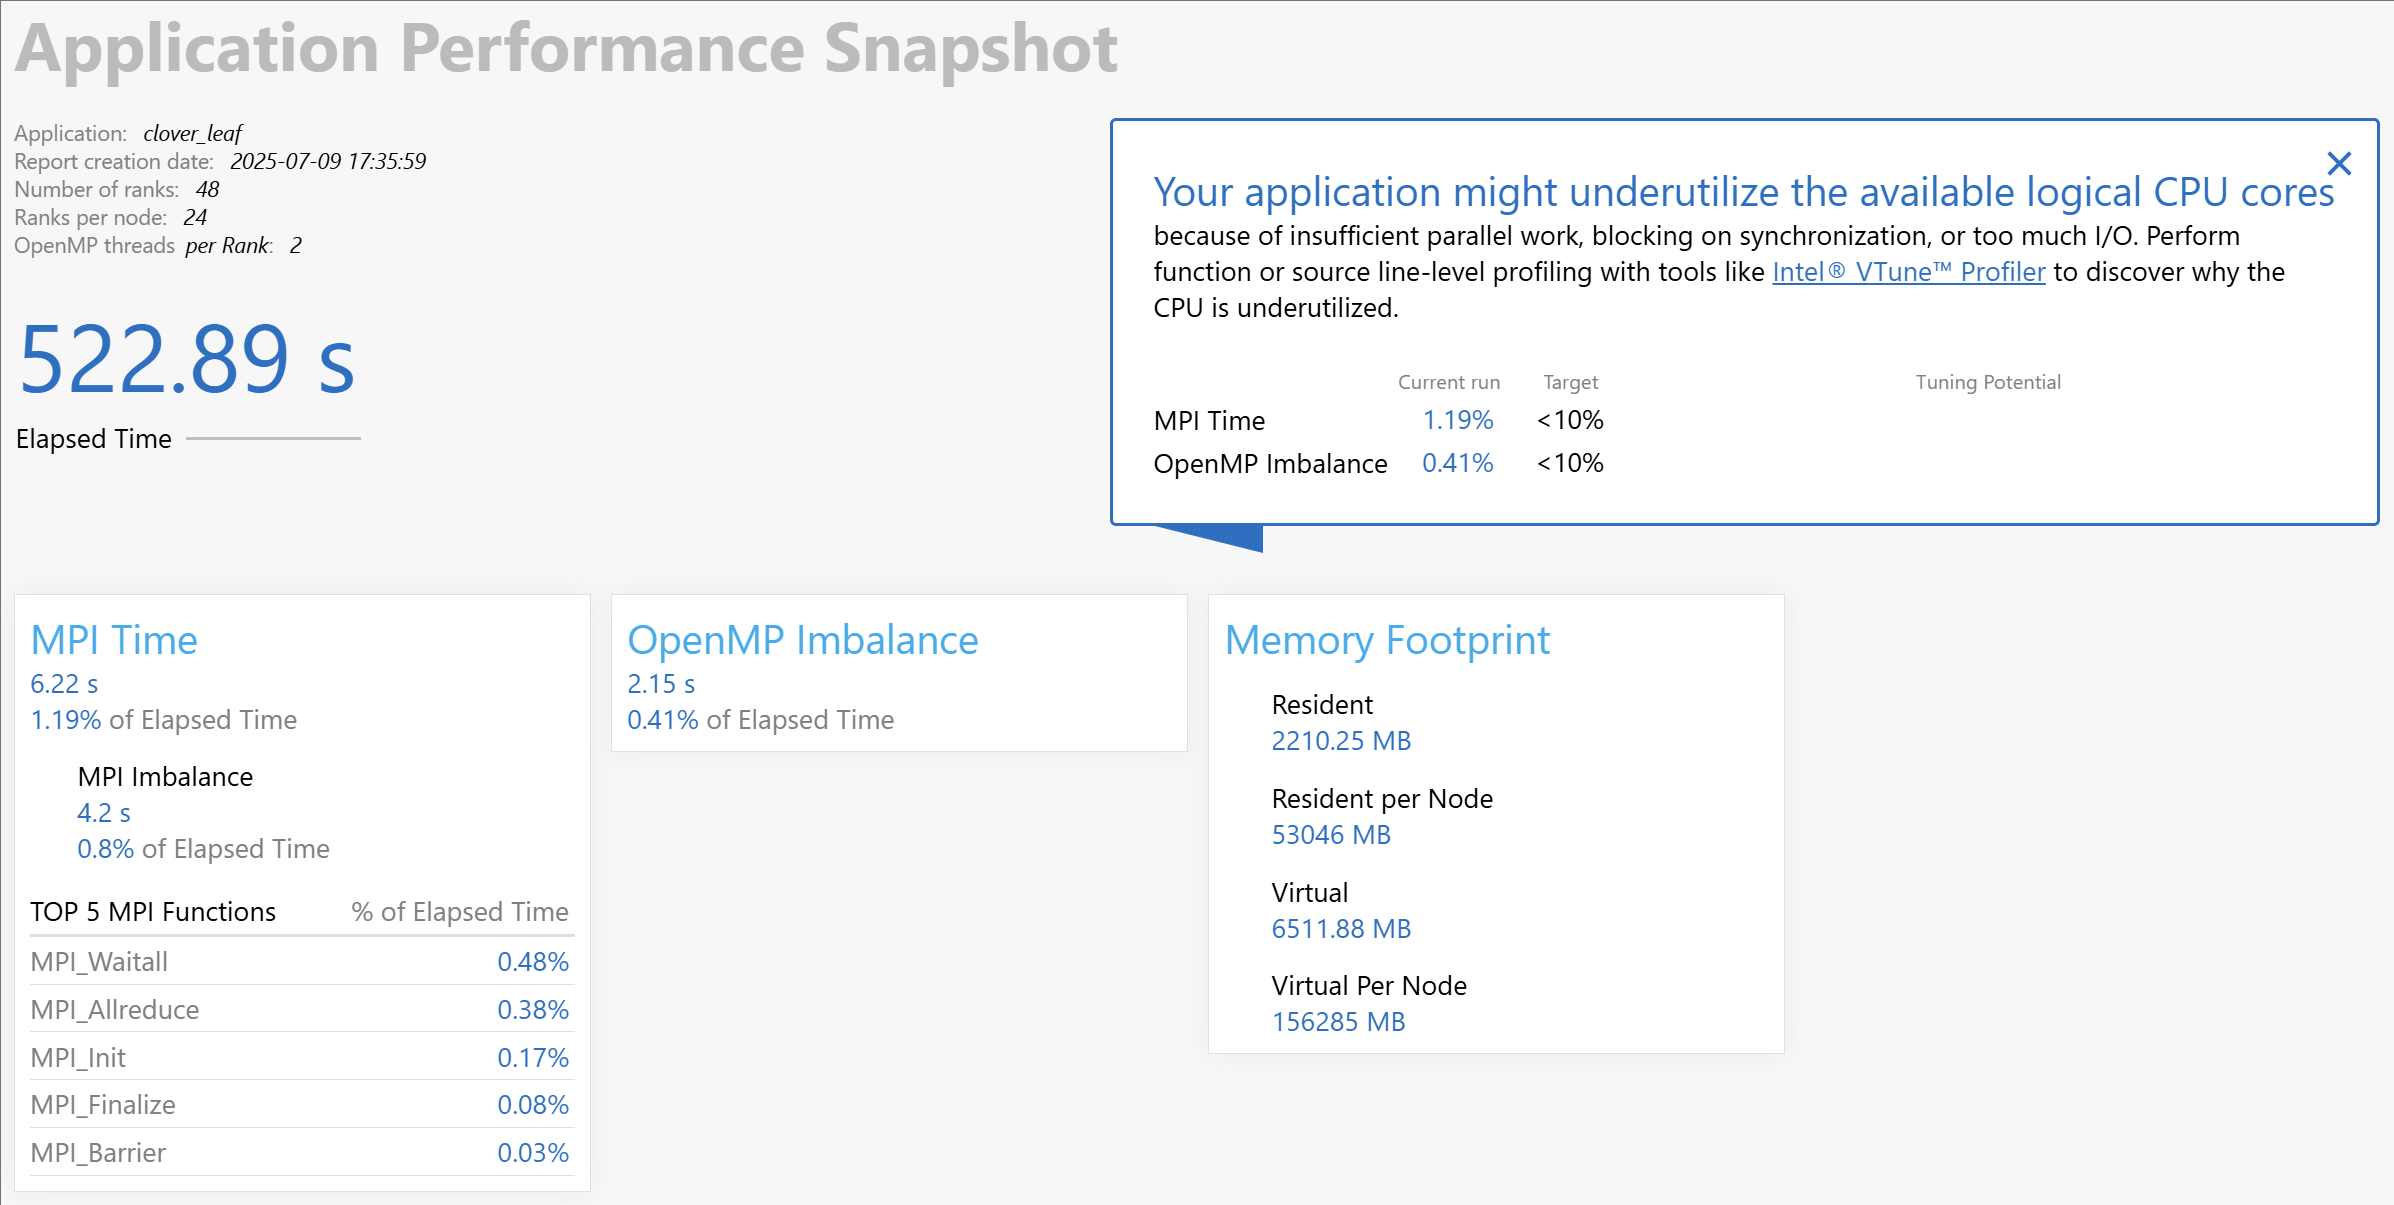 Application Performance Snapshot
Application: clover_leaf
Report creation date: 2025-07-09 17:35:59
Number of ranks: 48
Ranks per node: 24
OpenMP threads per Rank: 2
522.89 s
Elapsed Time
Your application might underutilize the available logical CPU cores
because of insufficient parallel work, blocking on synchronization, or too much I/O. Perform
function or source line-level profiling with tools like Intel® VTune™ Profiler to discover why the
CPU is underutilized.
Current run Target Tuning Potential
MPI Time 1.19% <10%
OpenMP Imbalance 0.41% <10%
MPI Time
6.22 s
1.19% of Elapsed Time
MPI Imbalance
4.2 s
0.8% of Elapsed Time
TOP 5 MPI Functions % of Elapsed Time
MPI_Waitall 0.48%
MPI_Allreduce 0.38%
MPI_Init 0.17%
MPI_Finalize 0.08%
MPI_Barrier 0.03%
OpenMP Imbalance
2.15 s
0.41% of Elapsed Time
Memory Footprint
Resident
2210.25 MB
Resident per Node
53046 MB
Virtual
6511.88 MB
Virtual Per Node
156285 MB